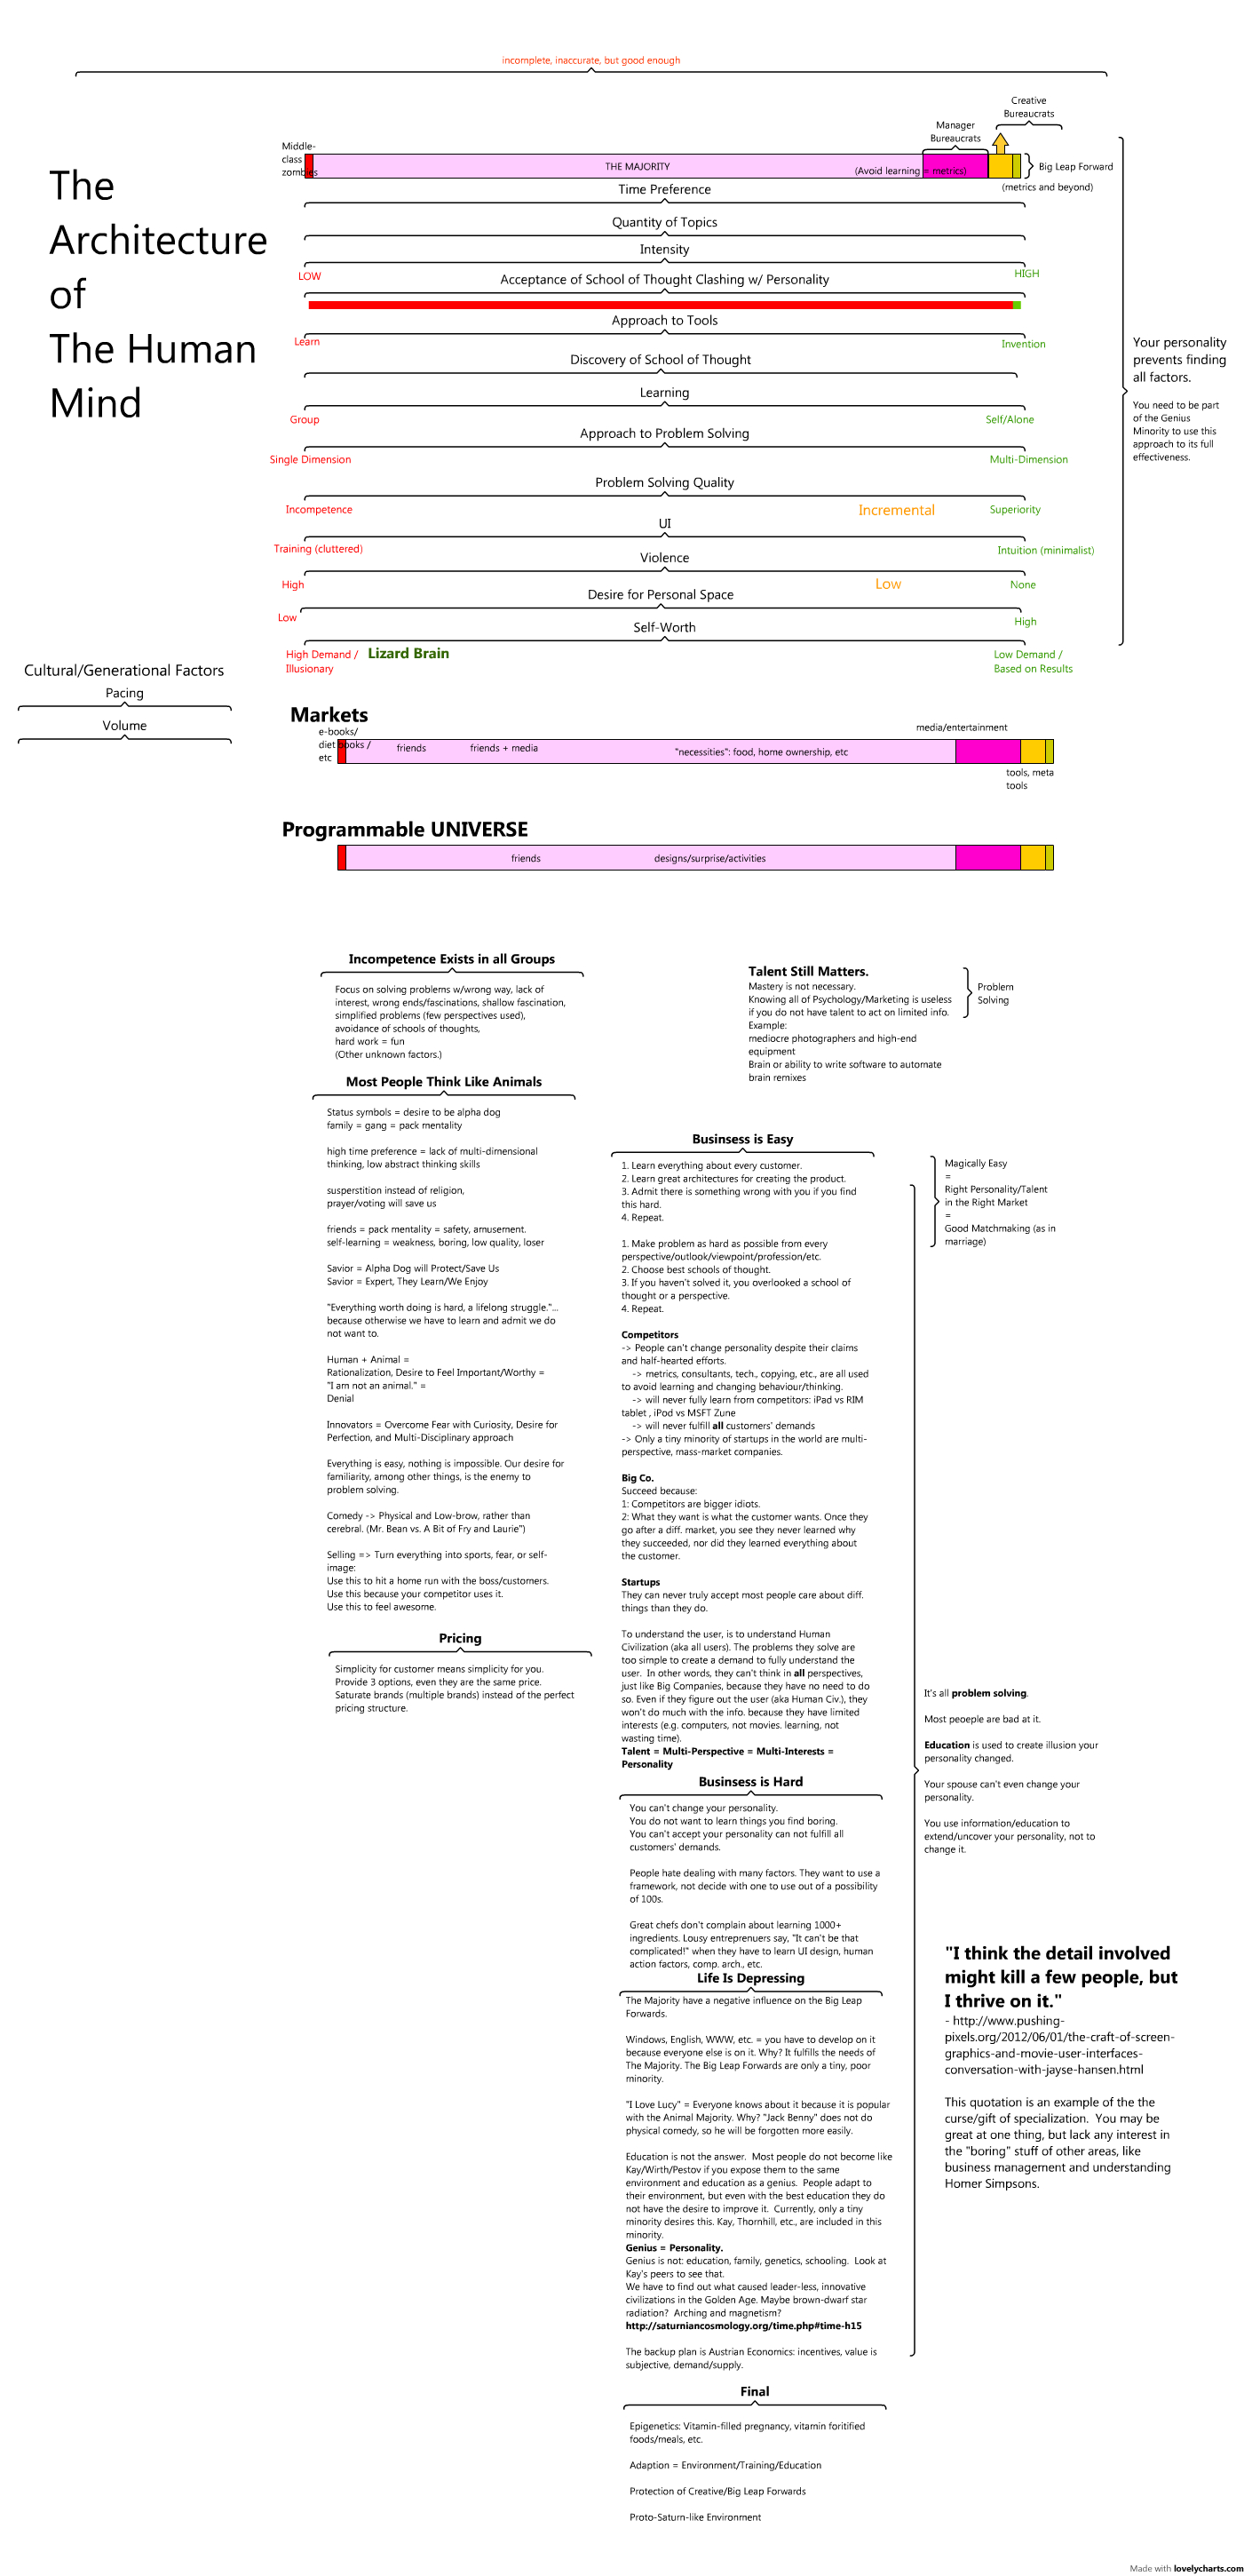 incomplete, inaccurate, but good enough
The
Architecture
of
The Human
Mind
Middle-
class
zombies
THE MAJORITY
(Avoid learning = metrics)
Manager
Bureaucrats
Creative
Bureaucrats
Big Leap Forward
(metrics and beyond)
Time Preference
Quantity of Topics
Intensity
LOW
HIGH
Acceptance of School of Thought Clashing w/ Personality
Approach to Tools
Learn
Invention
Discovery of School of Thought
Learning
Group
Self/Alone
Approach to Problem Solving
Single Dimension
Multi-Dimension
Problem Solving Quality
Incompetence
Incremental
Superiority
UI
Training (cluttered)
Intuition (minimalist)
Violence
High
Low
None
Desire for Personal Space
Low
High
Self-Worth
High Demand /
Illusionary
Lizard Brain
Low Demand /
Based on Results
Your personality
prevents finding
all factors.
You need to be part
of the Genius
Minority to use this
approach to its full
effectiveness.
Cultural/Generational Factors
Pacing
Volume
Markets
e-books/
diet books /
etc
friends
friends + media
"necessities": food, home ownership, etc
media/entertainment
tools, meta
tools
Programmable UNIVERSE
friends
designs/surprise/activities
Incompetence Exists in all Groups
Focus on solving problems w/wrong way, lack of
interest, wrong ends/fascinations, shallow fascination,
simplified problems (few perspectives used),
avoidance of schools of thoughts,
hard work = fun
(Other unknown factors.)
Talent Still Matters.
Mastery is not necessary.
Knowing all of Psychology/Marketing is useless
if you do not have talent to act on limited info.
Example:
mediocre photographers and high-end
equipment
Brain or ability to write software to automate
brain remixes
Problem
Solving
Most People Think Like Animals
Status symbols = desire to be alpha dog
family = gang = pack mentality
high time preference = lack of multi-dimensional
thinking, low abstract thinking skills
susperstition instead of religion,
prayer/voting will save us
friends = pack mentality = safety, amusement.
self-learning = weakness, boring, low quality, loser
Savior = Alpha Dog will Protect/Save Us
Savior = Expert, They Learn/We Enjoy
"Everything worth doing is hard, a lifelong struggle."...
because otherwise we have to learn and admit we do
not want to.
Human + Animal =
Rationalization, Desire to Feel Important/Worthy =
"I am not an animal." =
Denial
Innovators = Overcome Fear with Curiosity, Desire for
Perfection, and Multi-Disciplinary approach
Everything is easy, nothing is impossible. Our desire for
familiarity, among other things, is the enemy to
problem solving.
Comedy -> Physical and Low-brow, rather than
cerebral. (Mr. Bean vs. A Bit of Fry and Laurie")
Selling => Turn everything into sports, fear, or self-
image:
Use this to hit a home run with the boss/customers.
Use this because your competitor uses it.
Use this to feel awesome.
Pricing
Simplicity for customer means simplicity for you.
Provide 3 options, even they are the same price.
Saturate brands (multiple brands) instead of the perfect
pricing structure.
Businsess is Easy
1. Learn everything about every customer.
2. Learn great architectures for creating the product.
3. Admit there is something wrong with you if you find
this hard.
4. Repeat.
1. Make problem as hard as possible from every
perspective/outlook/viewpoint/profession/etc.
2. Choose best schools of thought.
3. If you haven't solved it, you overlooked a school of
thought or a perspective.
4. Repeat.
Competitors
-> People can't change personality despite their claims
and half-hearted efforts.
-> metrics, consultants, tech., copying, etc., are all used
to avoid learning and changing behaviour/thinking.
-> will never fully learn from competitors: iPad vs RIM
tablet , iPod vs MSFT Zune
-> will never fulfill all customers' demands
-> Only a tiny minority of startups in the world are multi-
perspective, mass-market companies.
Big Co.
Succeed because:
1: Competitors are bigger idiots.
2: What they want is what the customer wants. Once they
go after a diff. market, you see they never learned why
they succeeded, nor did they learned everything about
the customer.
Startups
They can never truly accept most people care about diff.
things than they do.
To understand the user, is to understand Human
Civilization (aka all users). The problems they solve are
too simple to create a demand to fully understand the
user. In other words, they can't think in all perspectives,
just like Big Companies, because they have no need to do
so. Even if they figure out the user (aka Human Civ.), they
won't do much with the info. because they have limited
interests (e.g. computers, not movies. learning, not
wasting time).
Talent = Multi-Perspective = Multi-Interests =
Personality
Magically Easy
=
Right Personality/Talent
in the Right Market
=
Good Matchmaking (as in
marriage)
Businsess is Hard
You can't change your personality.
You do not want to learn things you find boring.
You can't accept your personality can not fulfill all
customers' demands.
People hate dealing with many factors. They want to use a
framework, not decide with one to use out of a possibility
of 100s.
Great chefs don't complain about learning 1000+
ingredients. Lousy entreprenuers say, "It can't be that
complicated!" when they have to learn UI design, human
action factors, comp. arch., etc.
It's all problem solving.
Most peoeple are bad at it.
Education is used to create illusion your
personality changed.
Your spouse can't even change your
personality.
You use information/education to
extend/uncover your personality, not to
change it.
Life Is Depressing
The Majority have a negative influence on the Big Leap
Forwards.
Windows, English, WWW, etc. = you have to develop on it
because everyone else is on it. Why? It fulfills the needs of
The Majority. The Big Leap Forwards are only a tiny, poor
minority.
"I Love Lucy" = Everyone knows about it because it is popular
with the Animal Majority. Why? "Jack Benny" does not do
physical comedy, so he will be forgotten more easily.
Education is not the answer. Most people do not become like
Kay/Wirth/Pestov if you expose them to the same
environment and education as a genius. People adapt to
their environment, but even with the best education they do
not have the desire to improve it. Currently, only a tiny
minority desires this. Kay, Thornhill, etc., are included in this
minority.
Genius = Personality.
Genius is not: education, family, genetics, schooling. Look at
Kay's peers to see that.
We have to find out what caused leader-less, innovative
civilizations in the Golden Age. Maybe brown-dwarf star
radiation? Arching and magnetism?
http://saturniancosmology.org/time.php#time-h15
The backup plan is Austrian Economics: incentives, value is
subjective, demand/supply.
"I think the detail involved
might kill a few people, but
I thrive on it."
- http://www.pushing-
pixels.org/2012/06/01/the-craft-of-screen-
graphics-and-movie-user-interfaces-
conversation-with-jayse-hansen.html
This quotation is an example of the the
curse/gift of specialization. You may be
great at one thing, but lack any interest in
the "boring" stuff of other areas, like
business management and understanding
Homer Simpsons.
Final
Epigenetics: Vitamin-filled pregnancy, vitamin foritified
foods/meals, etc.
Adaption = Environment/Training/Education
Protection of Creative/Big Leap Forwards
Proto-Saturn-like Environment
Made with lovelycharts.com